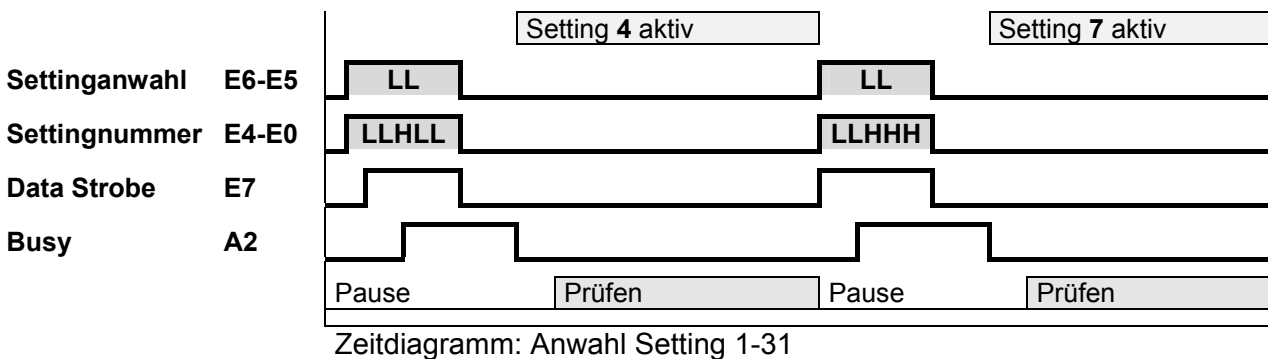 Setting 4 aktiv Setting 7 aktiv
Settinganwahl E6-E5 LL LL
Settingnummer E4-E0 LLHLL LLHHH
Data Strobe E7
Busy A2
Pause Prüfen Pause Prüfen
Zeitdiagramm: Anwahl Setting 1-31